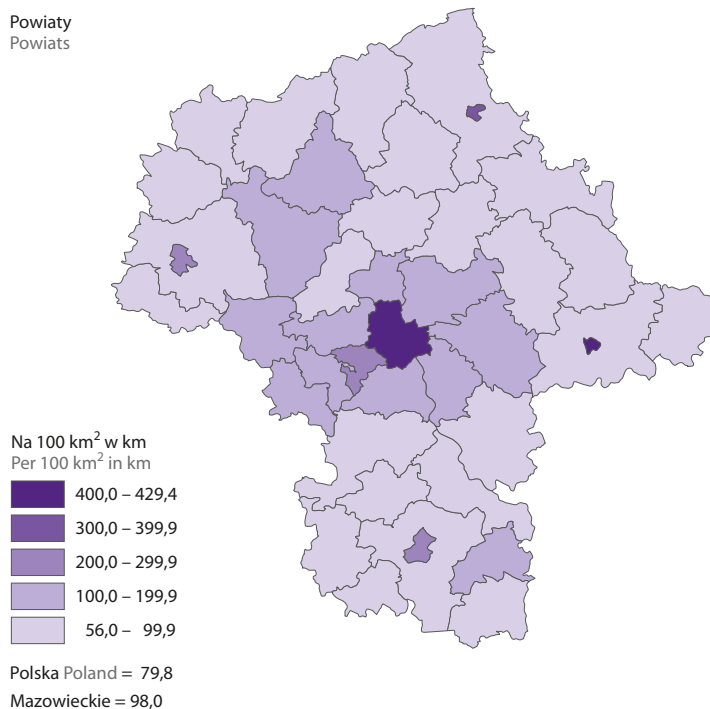 Powiaty
Powiats
Na 100 km² w km
Per 100 km² in km
400,0 – 429,4
300,0 – 399,9
200,0 – 299,9
100,0 – 199,9
56,0 – 99,9
Polska Poland = 79,8
Mazowieckie = 98,0